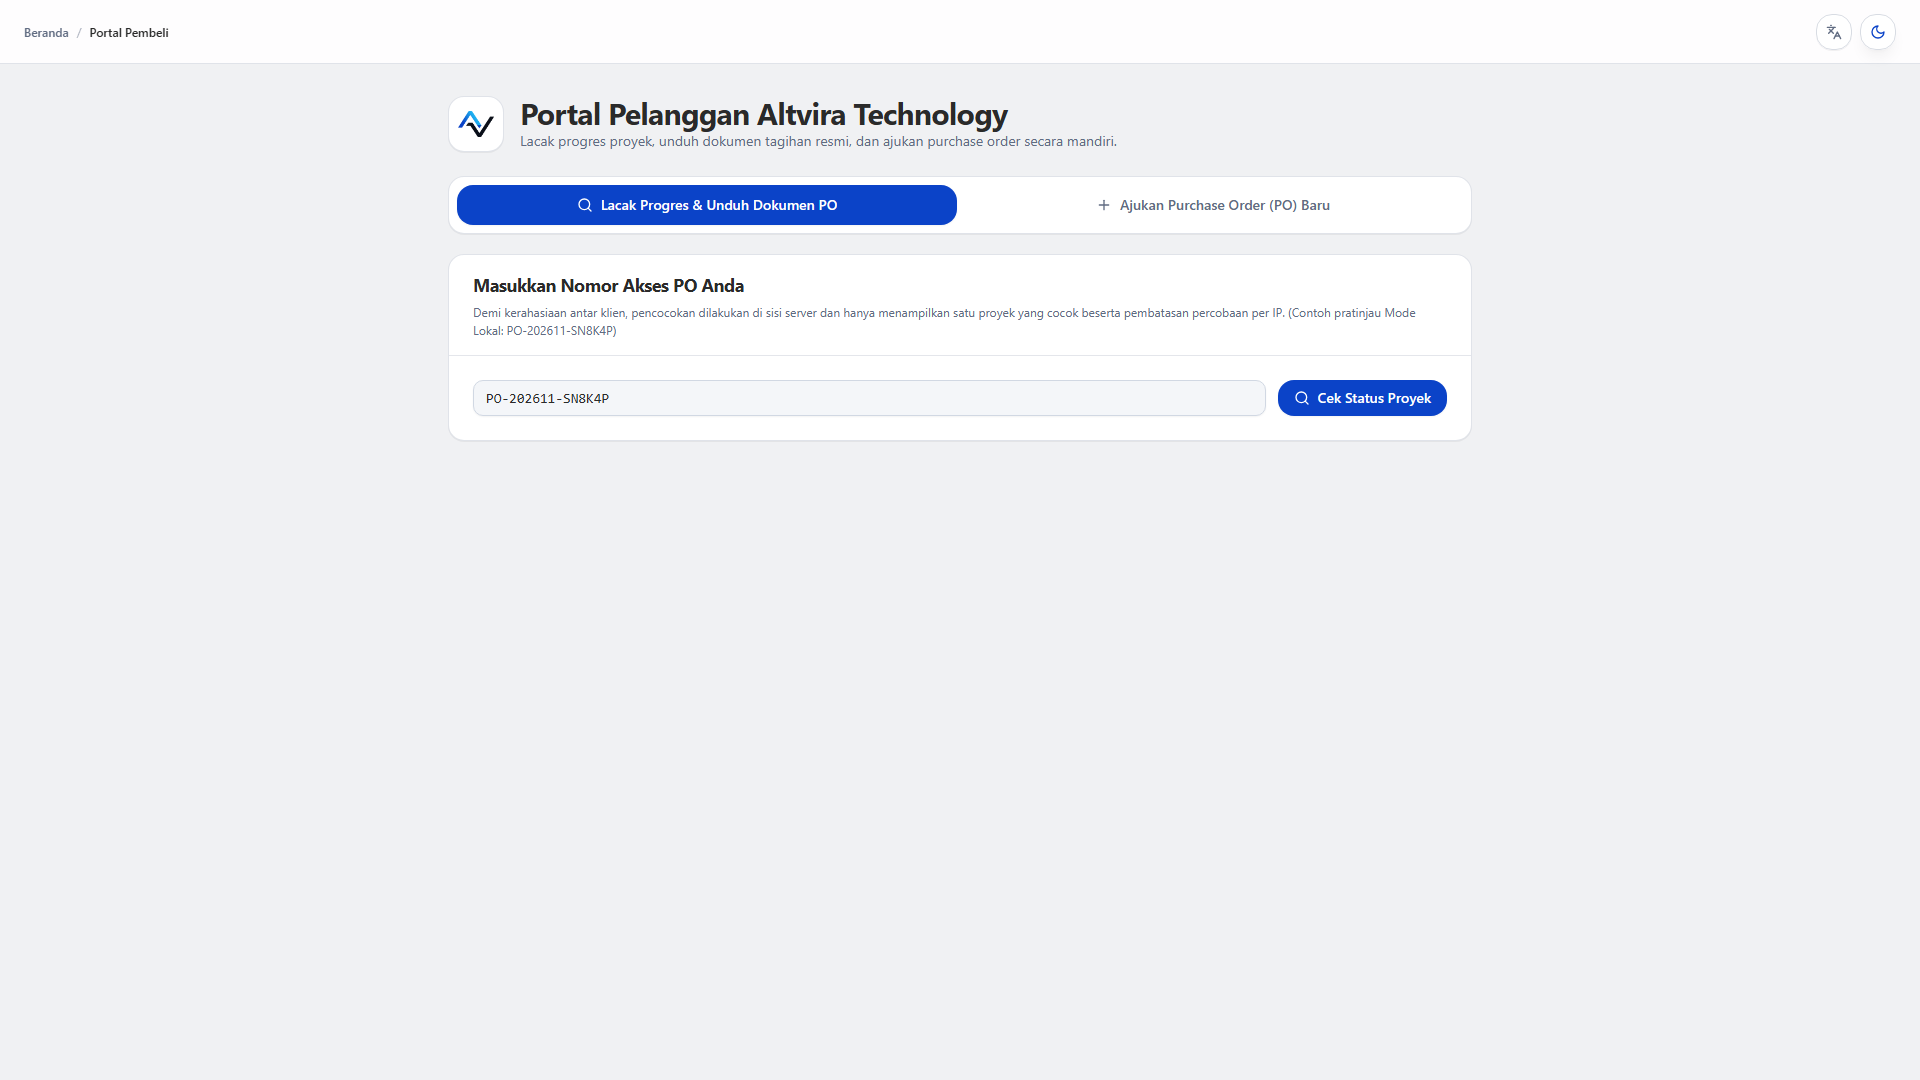 Beranda / Portal Pembeli
Portal Pelanggan Altvira Technology
Lacak progres proyek, unduh dokumen tagihan resmi, dan ajukan purchase order secara mandiri.
Lacak Progres & Unduh Dokumen PO
Ajukan Purchase Order (PO) Baru
Masukkan Nomor Akses PO Anda
Demi kerahasiaan antar klien, pencocokan dilakukan di sisi server dan hanya menampilkan satu proyek yang cocok beserta pembatasan percobaan per IP. (Contoh pratinjau Mode
Lokal: PO-202611-SN8K4P)
PO-202611-SN8K4P
Cek Status Proyek